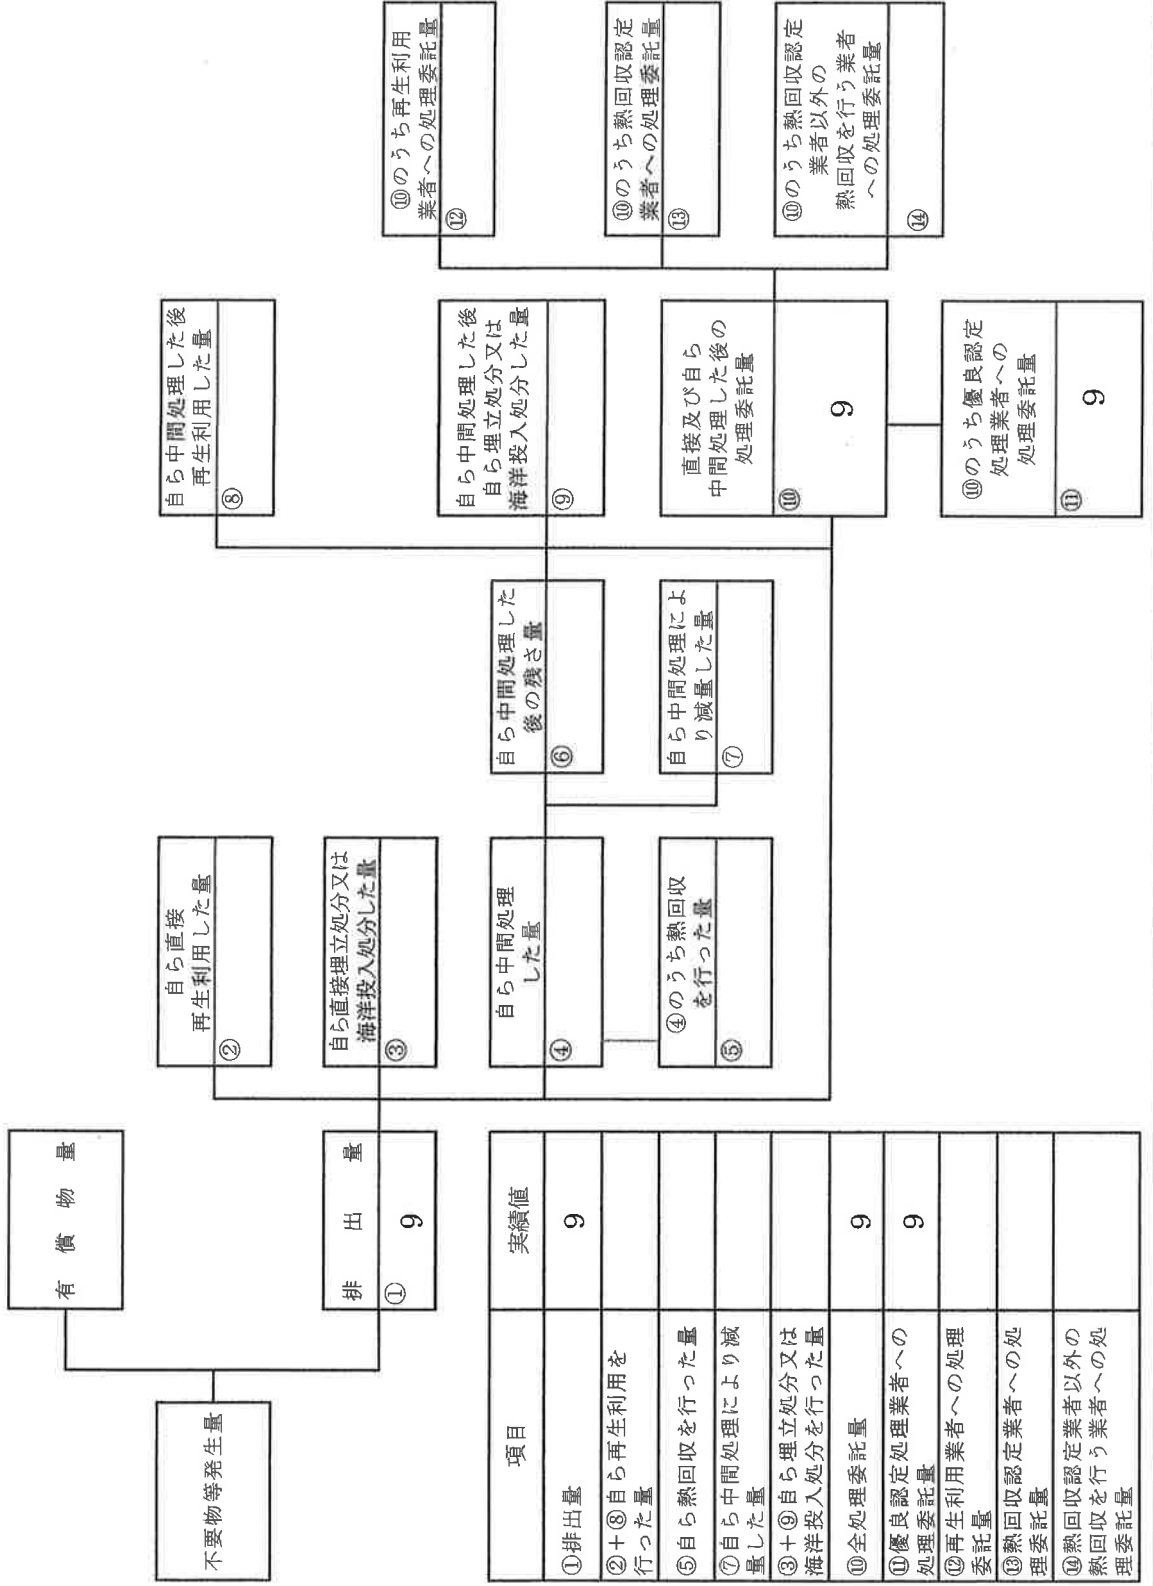 不要物等発生量
有償物量
排出量
① 9
自ら直接
再生利用した量
②
自ら直接埋立処分又は
海洋投入処分した量
③
自ら中間処理
した量
④
④のうち熱回収
を行った量
⑤
自ら中間処理した
後の残さ量
⑥
自ら中間処理によ
り減量した量
⑦
自ら中間処理した後
再生利用した量
⑧
自ら中間処理した後
自ら埋立処分又は
海洋投入処分した量
⑨
直接及び自ら
中間処理した後の
処理委託量
⑩ 9
⑩のうち優良認定
処理業者への
処理委託量
⑪ 9
⑩のうち再生利用
業者への処理委託量
⑫
⑩のうち熱回収認定
業者への処理委託量
⑬
⑩のうち熱回収認定
業者以外の
熱回収を行う業者
への処理委託量
⑭
項目 実績値
①排出量 9
②+⑧自ら再生利用を
行った量
⑤自ら熱回収を行った量
⑦自ら中間処理により減
量した量
③+⑨自ら埋立処分又は
海洋投入処分を行った量
⑩全処理委託量 9
⑪優良認定処理業者への
処理委託量 9
⑫再生利用業者への処理
委託量
⑬熱回収認定業者への処
理委託量
⑭熱回収認定業者以外の
熱回収を行う業者への処
理委託量